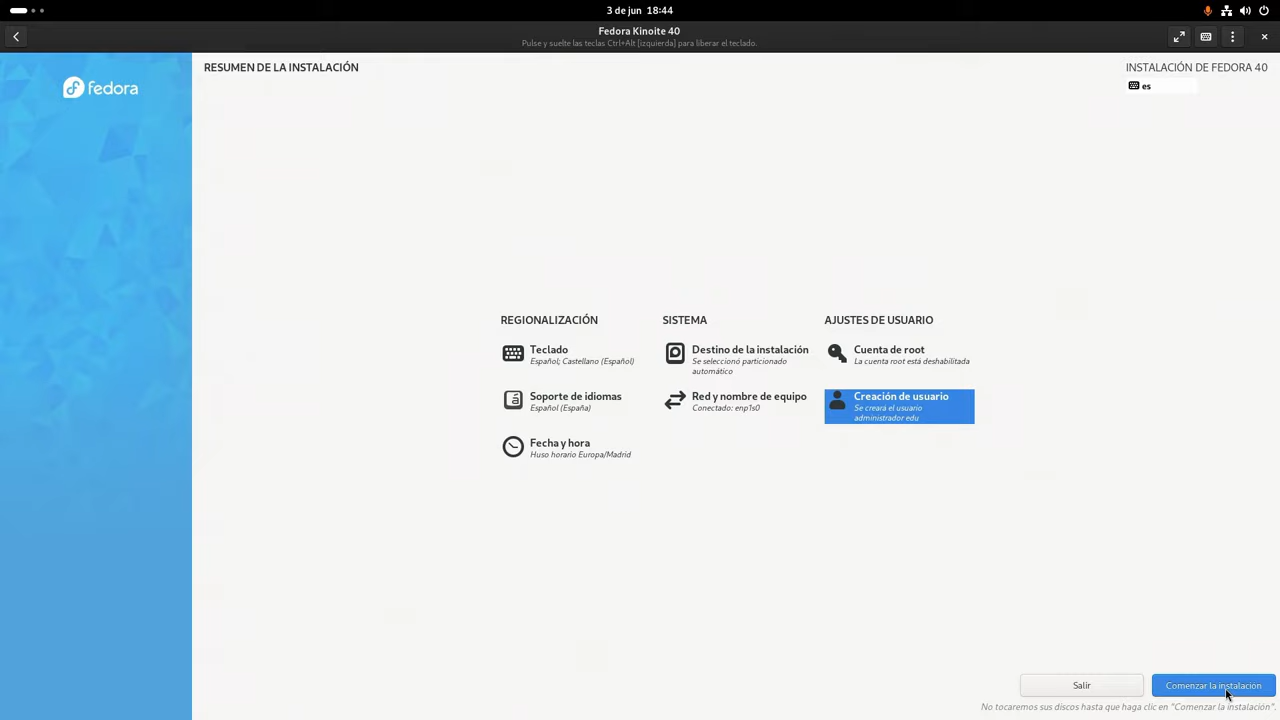 3 de jun 18:44
Fedora Kinoite 40
Pulse y suelte las teclas Ctrl+Alt [izquierda] para liberar el teclado.
fedora
RESUMEN DE LA INSTALACIÓN
INSTALACIÓN DE FEDORA 40
es
REGIONALIZACIÓN
Teclado
Español; Castellano (Español)
Soporte de idiomas
Español (España)
Fecha y hora
Huso horario Europa/Madrid
SISTEMA
Destino de la instalación
Se seleccionó particionado
automático
Red y nombre de equipo
Conectado: enp1s0
AJUSTES DE USUARIO
Cuenta de root
La cuenta root está deshabilitada
Creación de usuario
Se creará el usuario
administrador edu
Salir
Comenzar la instalación
No tocaremos sus discos hasta que haga clic en "Comenzar la instalación".